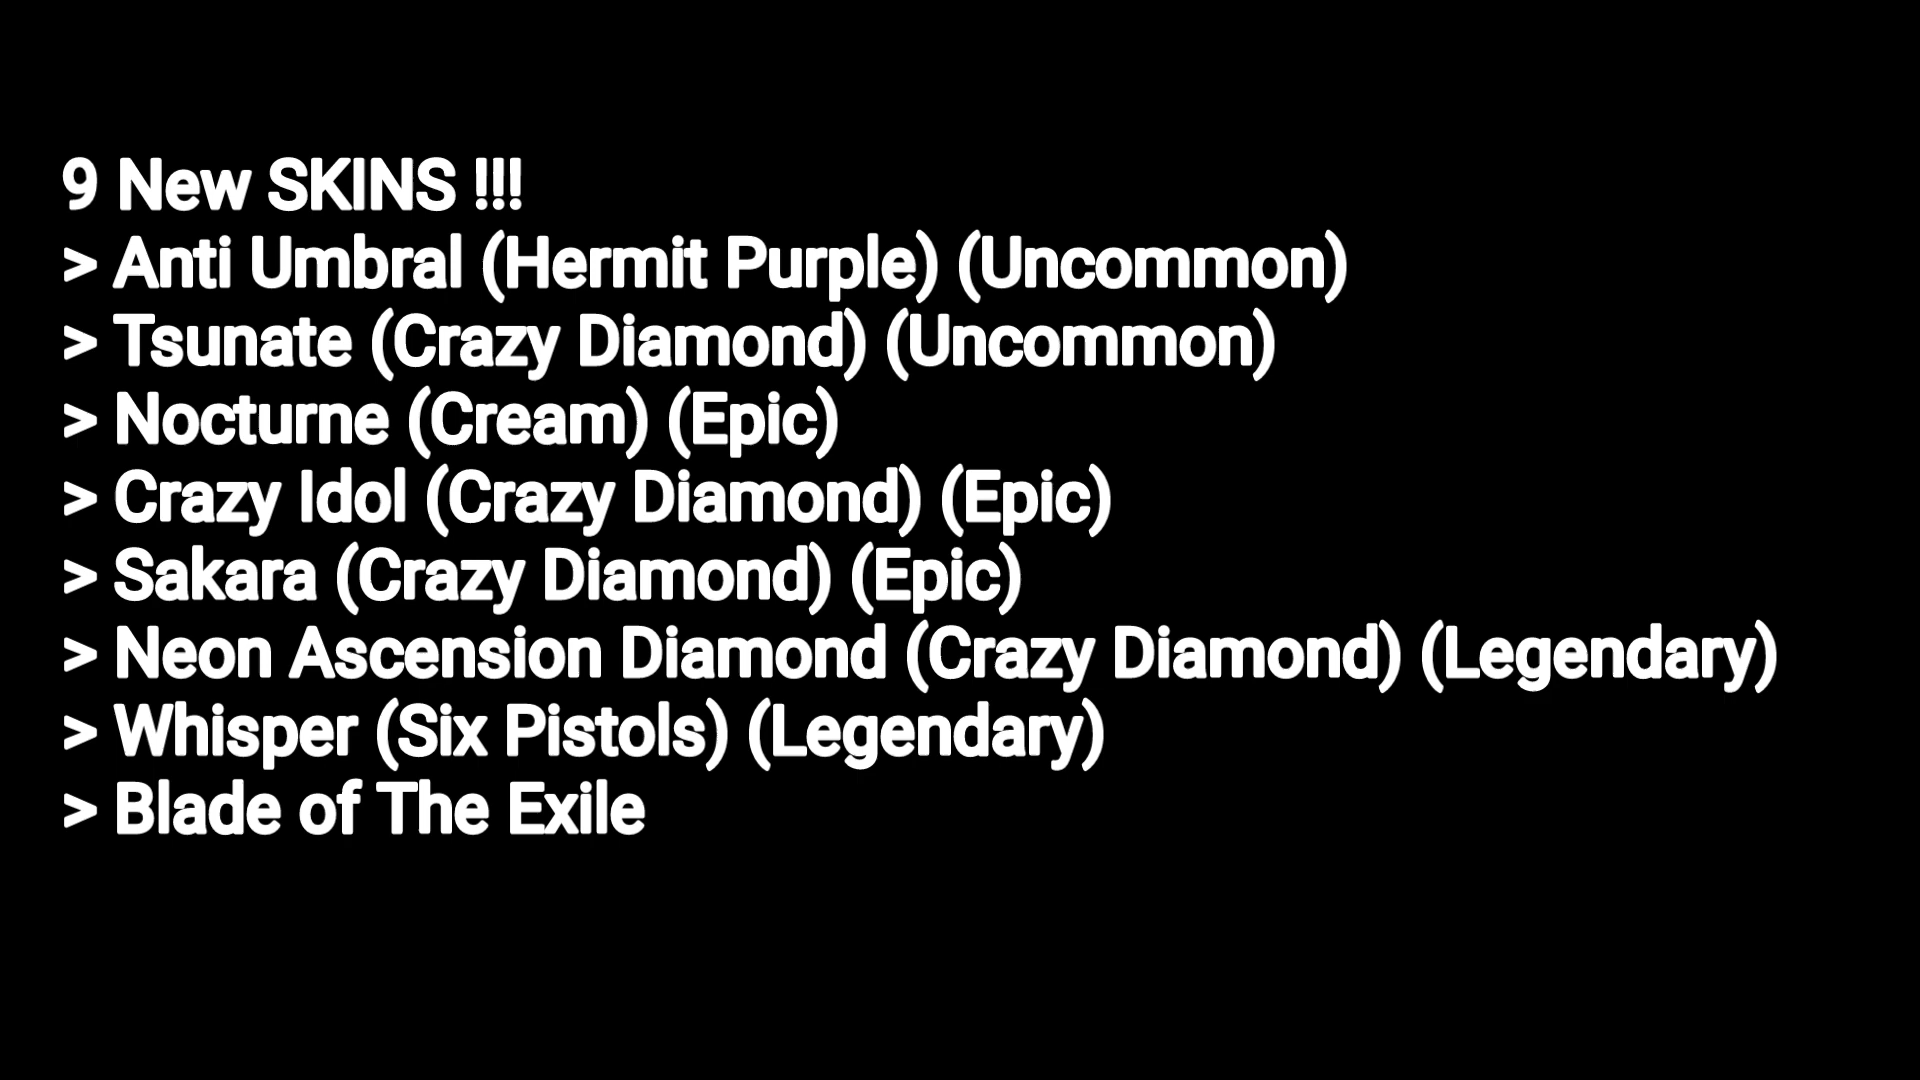 9 New SKINS !!!
> Anti Umbral (Hermit Purple) (Uncommon)
> Tsunate (Crazy Diamond) (Uncommon)
> Nocturne (Cream) (Epic)
> Crazy Idol (Crazy Diamond) (Epic)
> Sakara (Crazy Diamond) (Epic)
> Neon Ascension Diamond (Crazy Diamond) (Legendary)
> Whisper (Six Pistols) (Legendary)
> Blade of The Exile